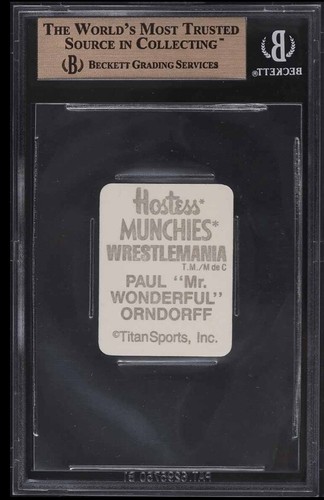 THE WORLD'S MOST TRUSTED
SOURCE IN COLLECTING™
(B) BECKETT GRADING SERVICES
B
BECKETT
Hostess®
MUNCHIES®
WRESTLEMANIA
T.M./M de C
PAUL "Mr.
WONDERFUL"
ORNDORFF
©TitanSports, Inc.